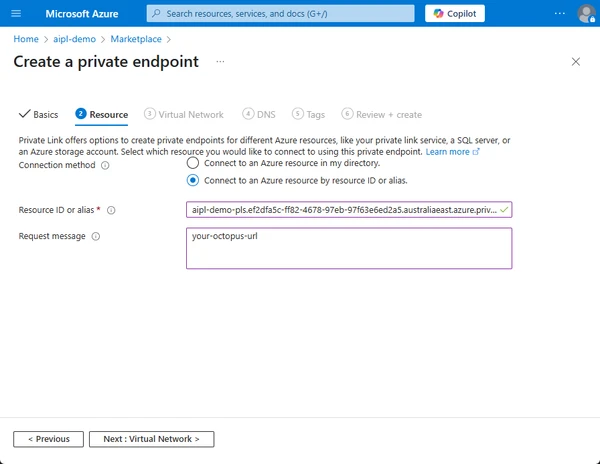 Microsoft Azure
Search resources, services, and docs (G+/)
Copilot
Home > aipl-demo > Marketplace >
Create a private endpoint ...
Basics
2 Resource
3 Virtual Network
4 DNS
5 Tags
6 Review + create
Private Link offers options to create private endpoints for different Azure resources, like your private link service, a SQL server, or
an Azure storage account. Select which resource you would like to connect to using this private endpoint. Learn more
Connection method
Connect to an Azure resource in my directory.
Connect to an Azure resource by resource ID or alias.
Resource ID or alias *
aipl-demo-pls.ef2dfa5c-ff82-4678-97eb-97f63e6ed2a5.australiaeast.azure.priv...
Request message
your-octopus-url
< Previous
Next : Virtual Network >